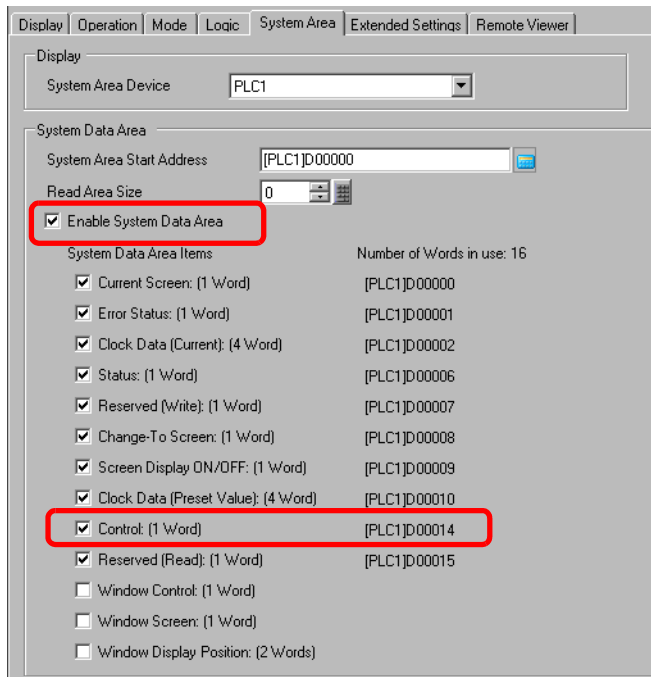 Display Operation Mode Logic System Area Extended Settings Remote Viewer
Display
System Area Device PLC1
System Data Area
System Area Start Address [PLC1]D00000
Read Area Size 0
Enable System Data Area
System Data Area Items Number of Words in use: 16
Current Screen: (1 Word) [PLC1]D00000
Error Status: (1 Word) [PLC1]D00001
Clock Data (Current): (4 Word) [PLC1]D00002
Status: (1 Word) [PLC1]D00006
Reserved (Write): (1 Word) [PLC1]D00007
Change-To Screen: (1 Word) [PLC1]D00008
Screen Display ON/OFF: (1 Word) [PLC1]D00009
Clock Data (Preset Value): (4 Word) [PLC1]D00010
Control: (1 Word) [PLC1]D00014
Reserved (Read): (1 Word) [PLC1]D00015
Window Control: (1 Word)
Window Screen: (1 Word)
Window Display Position: (2 Words)